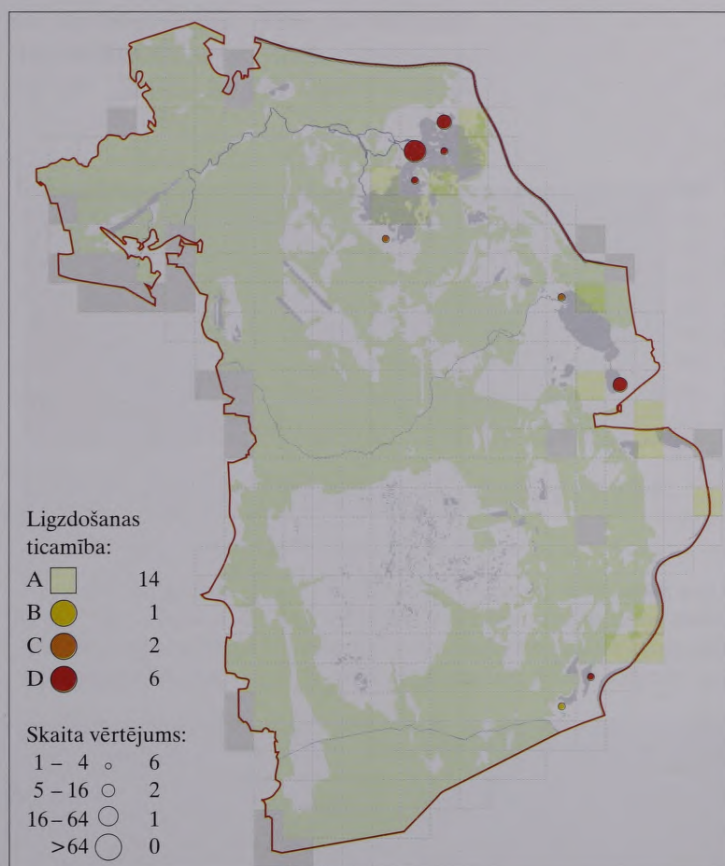 Ligzdošanas
ticamība:
A 14
B 1
C 2
D 6
Skaita vērtējums:
1 – 4 6
5 – 16 2
16 – 64 1
>64 0